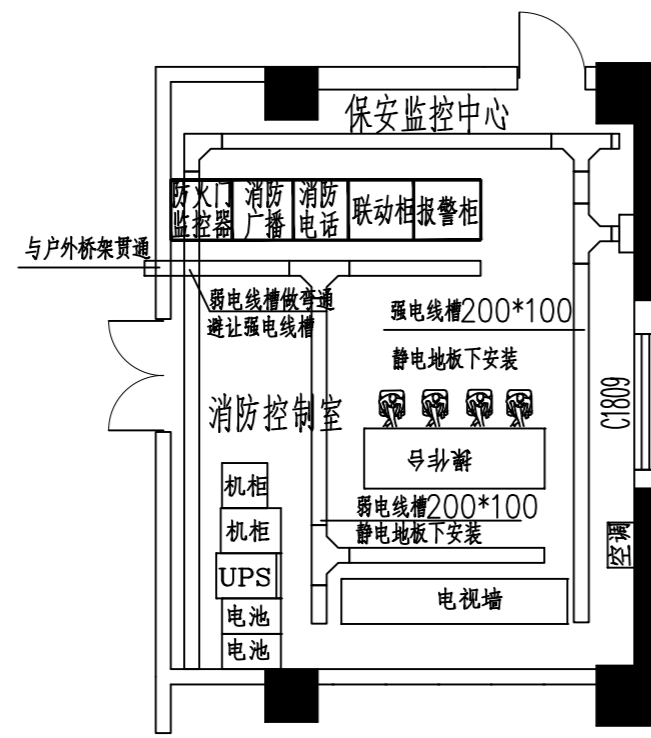 保安监控中心
防火门
监控器
消防
广播
消防
电话
联动柜
报警柜
与户外桥架贯通
弱电线槽做弯通
避让强电线槽
强电线槽200*100
静电地板下安装
C1809
消防控制室
操作台
机柜
机柜
UPS
电池
电池
弱电线槽200*100
静电地板下安装
空调
电视墙